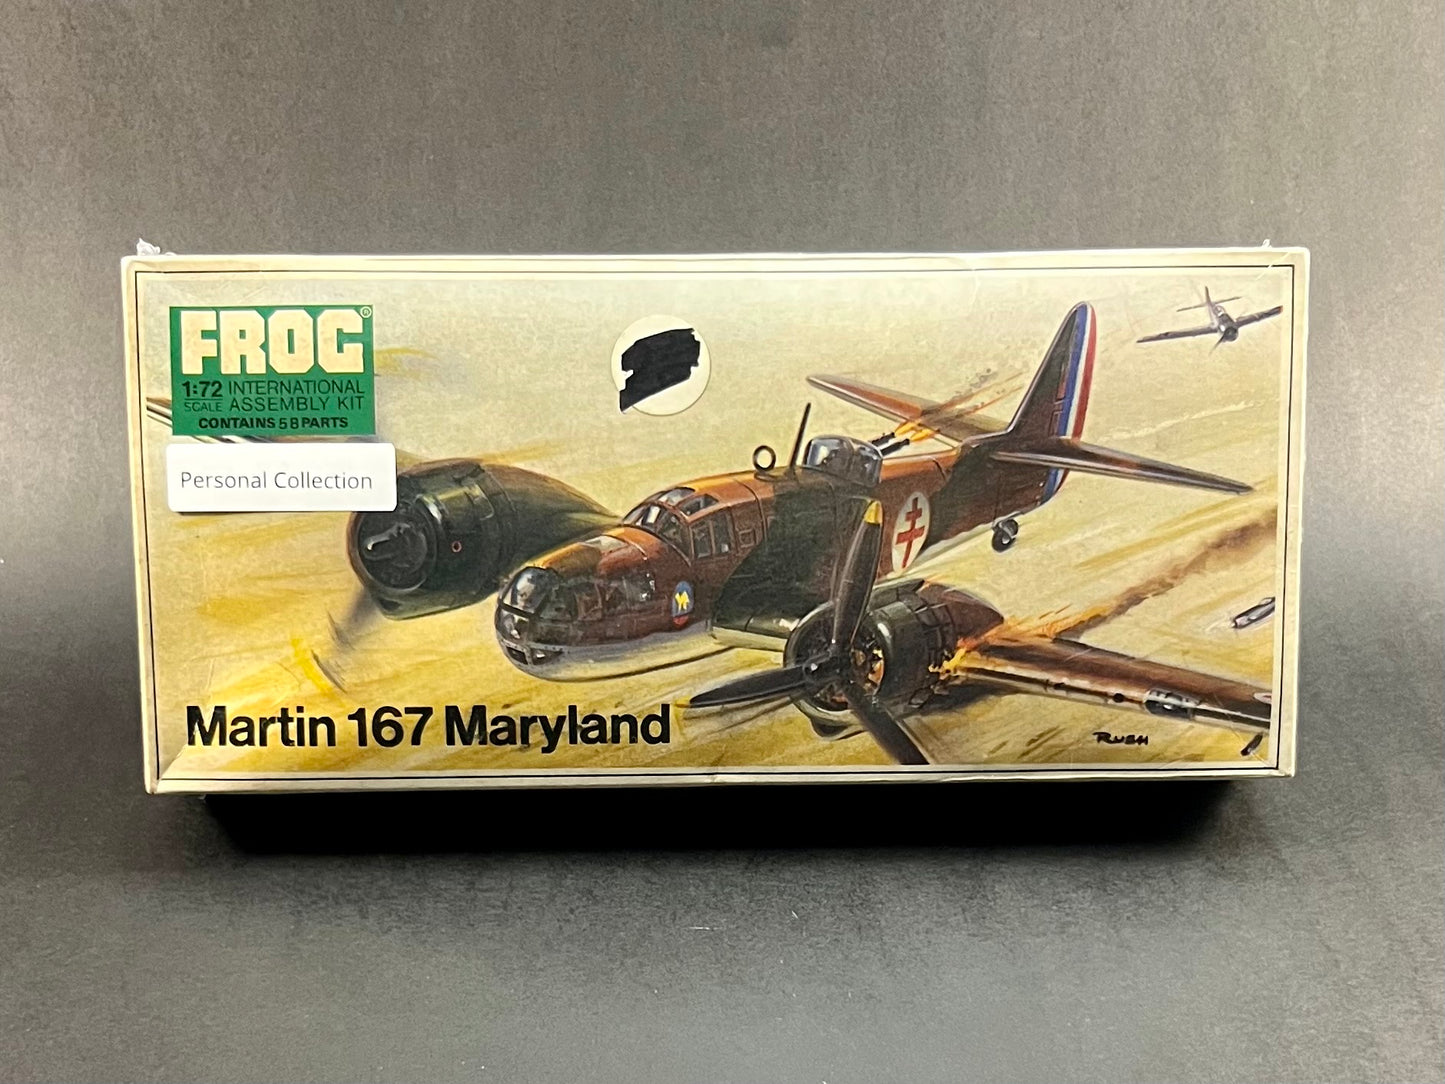 FROG®
1:72 INTERNATIONAL
SCALE ASSEMBLY KIT
CONTAINS 58 PARTS
Personal Collection
Martin 167 Maryland
RUSH